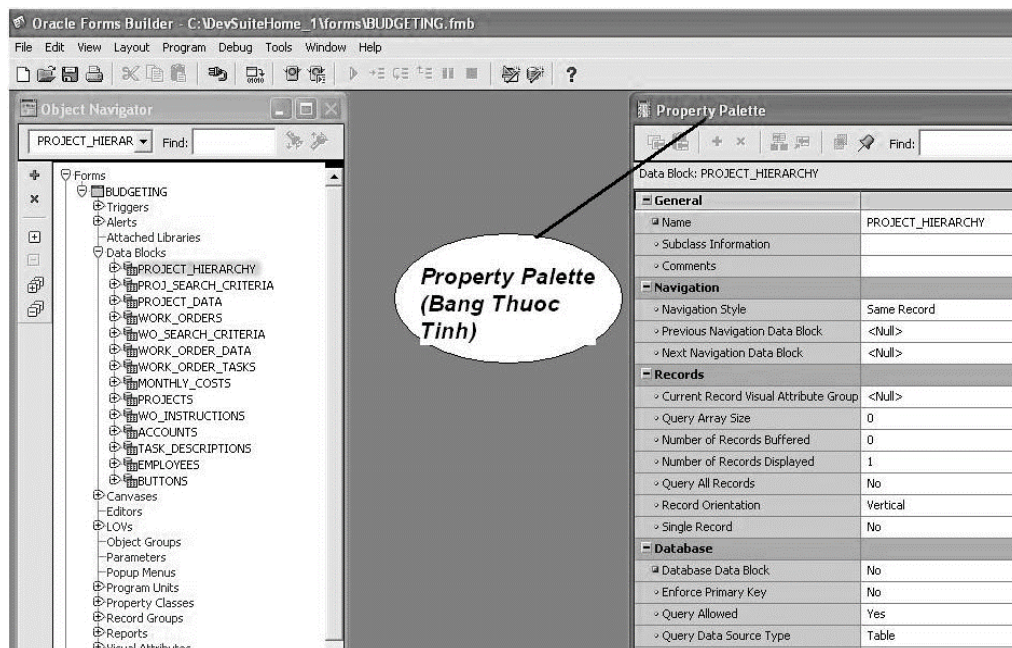 Oracle Forms Builder - C:\DevSuiteHome_1\forms\BUDGETING.fmb
File Edit View Layout Program Debug Tools Window Help
Object Navigator
PROJECT_HIERAR Find:
Forms
BUDGETING
Triggers
Alerts
Attached Libraries
Data Blocks
PROJECT_HIERARCHY
PROJ_SEARCH_CRITERIA
PROJECT_DATA
WORK_ORDERS
WO_SEARCH_CRITERIA
WORK_ORDER_DATA
WORK_ORDER_TASKS
MONTHLY_COSTS
PROJECTS
WO_INSTRUCTIONS
ACCOUNTS
TASK_DESCRIPTIONS
EMPLOYEES
BUTTONS
Canvases
Editors
LOVs
Object Groups
Parameters
Popup Menus
Program Units
Property Classes
Record Groups
Reports
Visual Attributes
Property Palette
(Bang Thuoc
Tinh)
Property Palette
Find:
Data Block: PROJECT_HIERARCHY
General
Name PROJECT_HIERARCHY
Subclass Information
Comments
Navigation
Navigation Style Same Record
Previous Navigation Data Block <Null>
Next Navigation Data Block <Null>
Records
Current Record Visual Attribute Group <Null>
Query Array Size 0
Number of Records Buffered 0
Number of Records Displayed 1
Query All Records No
Record Orientation Vertical
Single Record No
Database
Database Data Block No
Enforce Primary Key No
Query Allowed Yes
Query Data Source Type Table